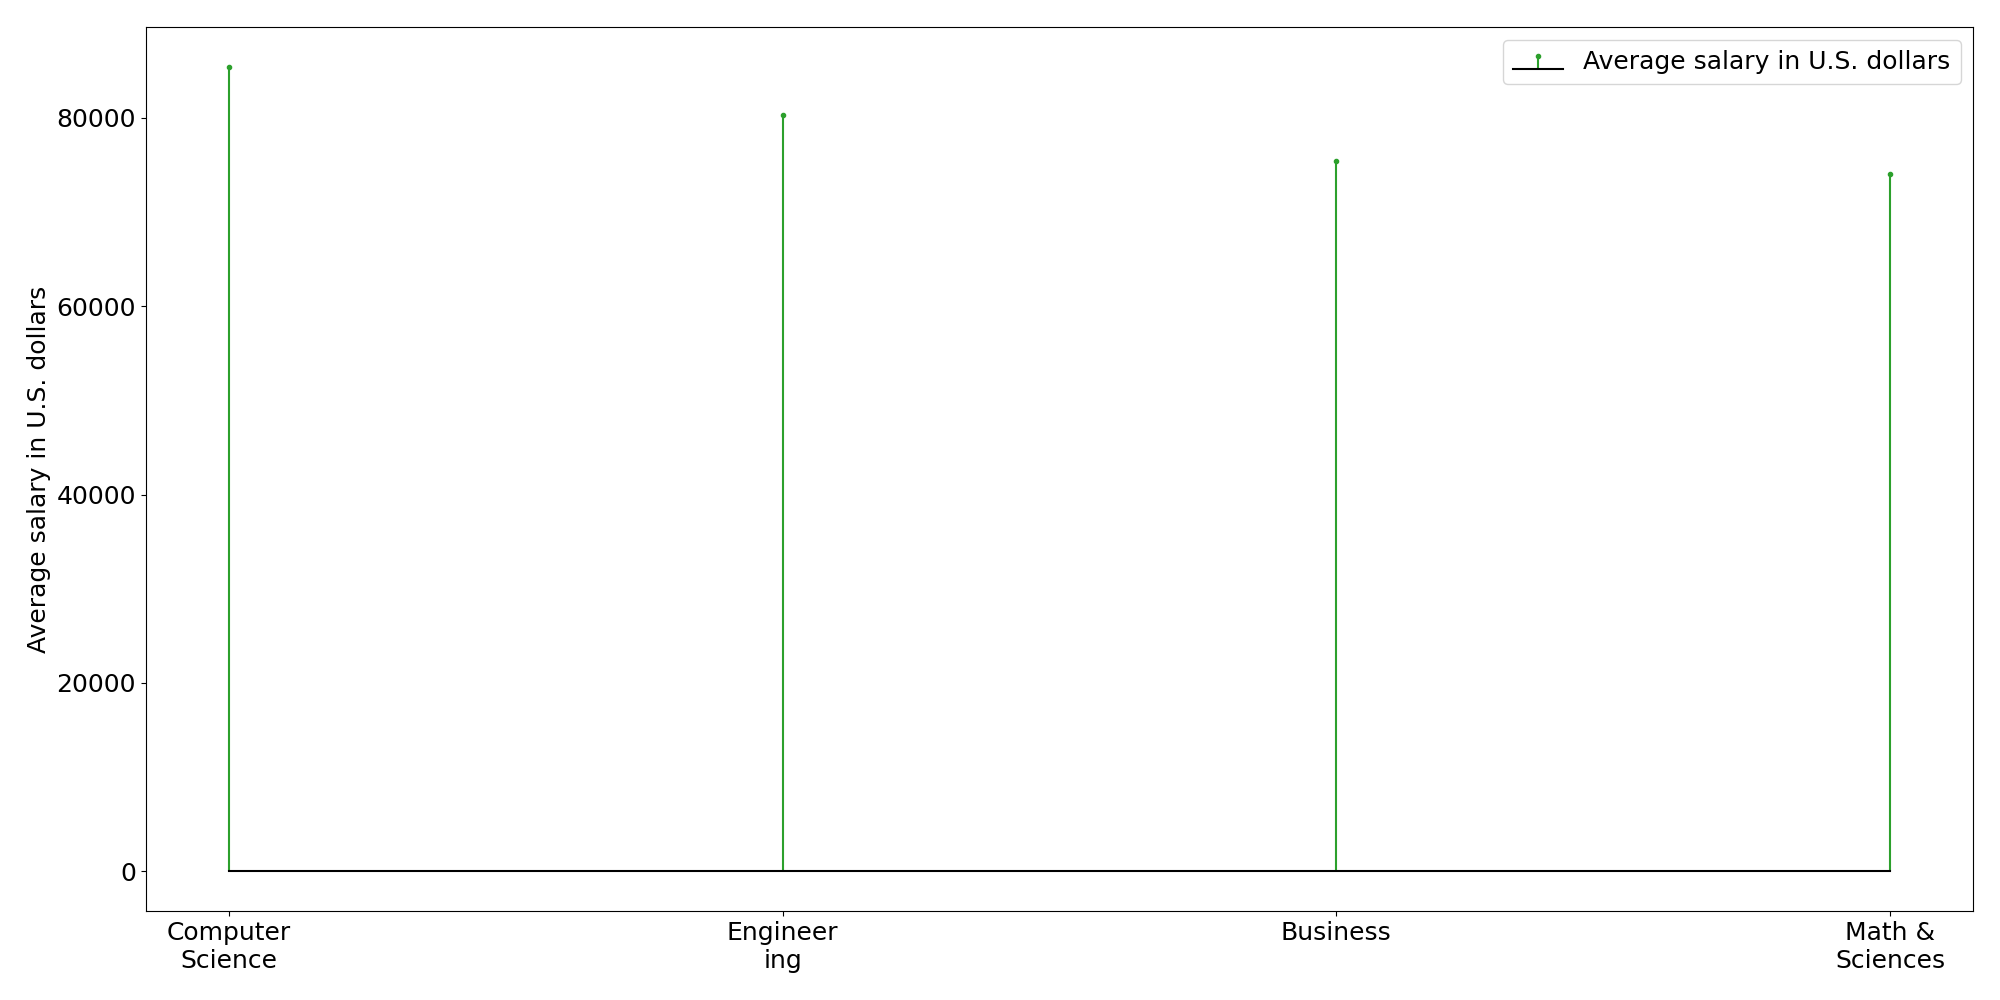 Average salary in U.S. dollars
Average salary in U.S. dollars
80000
60000
40000
20000
0
Computer
Science
Engineer
ing
Business
Math &
Sciences